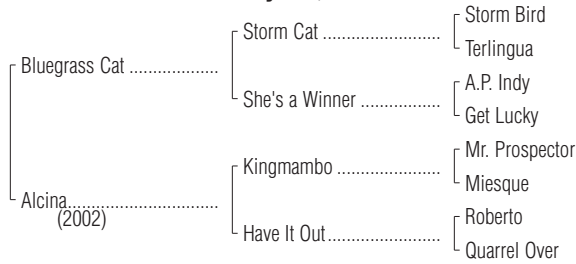 Storm Bird
Storm Cat ........................
Terlingua
Bluegrass Cat ..................
A.P. Indy
She's a Winner .................
Get Lucky
Mr. Prospector
Kingmambo .....................
Miesque
Alcina...............................
(2002)
Roberto
Have It Out.......................
Quarrel Over